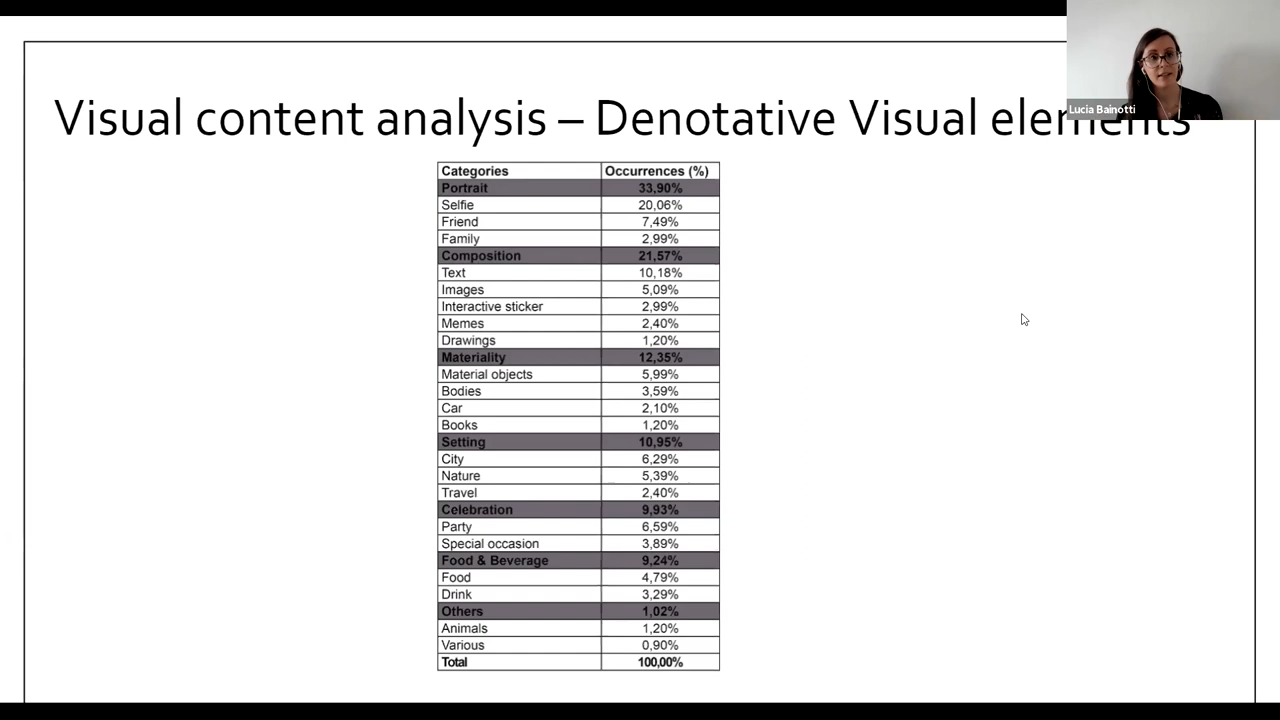 Visual content analysis – Denotative Visual elements
Lucia Bainotti
Categories Occurrences (%)
Portrait 33,90%
Selfie 20,06%
Friend 7,49%
Family 2,99%
Composition 21,57%
Text 10,18%
Images 5,09%
Interactive sticker 2,99%
Memes 2,40%
Drawings 1,20%
Materiality 12,35%
Material objects 5,99%
Bodies 3,59%
Car 2,10%
Books 1,20%
Setting 10,95%
City 6,29%
Nature 5,39%
Travel 2,40%
Celebration 9,93%
Party 6,59%
Special occasion 3,89%
Food & Beverage 9,24%
Food 4,79%
Drink 3,29%
Others 1,02%
Animals 1,20%
Various 0,90%
Total 100,00%